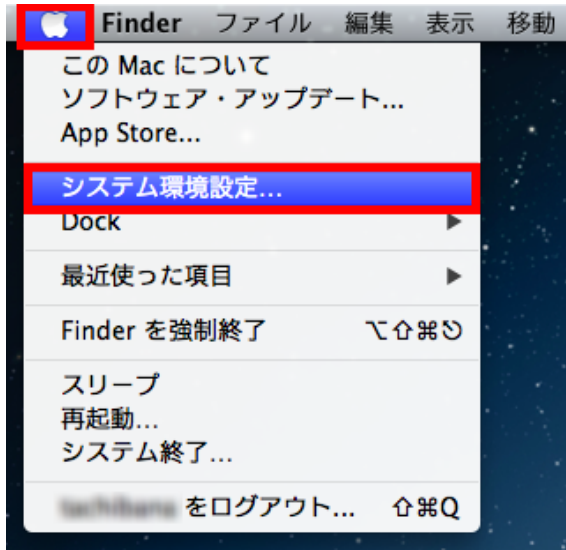 Finder ファイル 編集 表示 移動
この Mac について
ソフトウェア・アップデート...
App Store...
システム環境設定...
Dock ▶
最近使った項目 ▶
Finder を強制終了 ⌥⇧⌘⎋
スリープ
再起動...
システム終了...
をログアウト... ⇧⌘Q